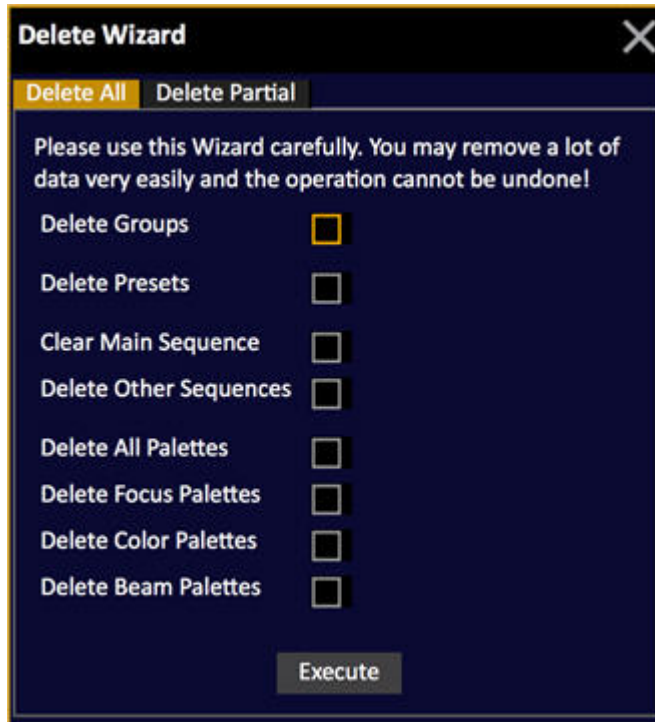 Delete Wizard
Delete All Delete Partial
Please use this Wizard carefully. You may remove a lot of
data very easily and the operation cannot be undone!
Delete Groups
Delete Presets
Clear Main Sequence
Delete Other Sequences
Delete All Palettes
Delete Focus Palettes
Delete Color Palettes
Delete Beam Palettes
Execute